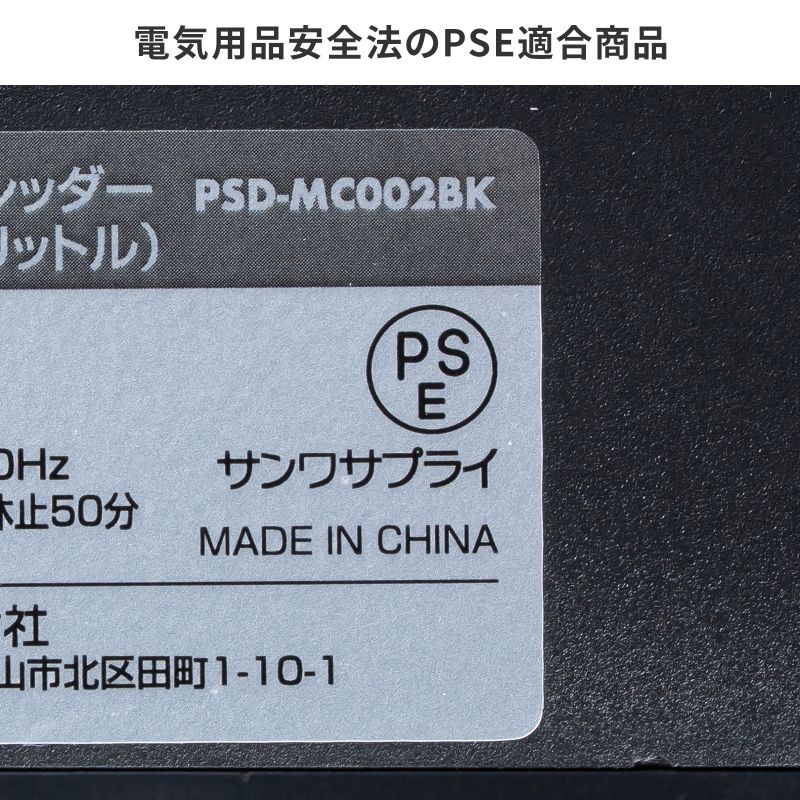 電気用品安全法のPSE適合商品
レッダー PSD-MC002BK
リットル)
PS
E
0Hz サンワサプライ
休止50分
MADE IN CHINA
社
山市北区田町1-10-1